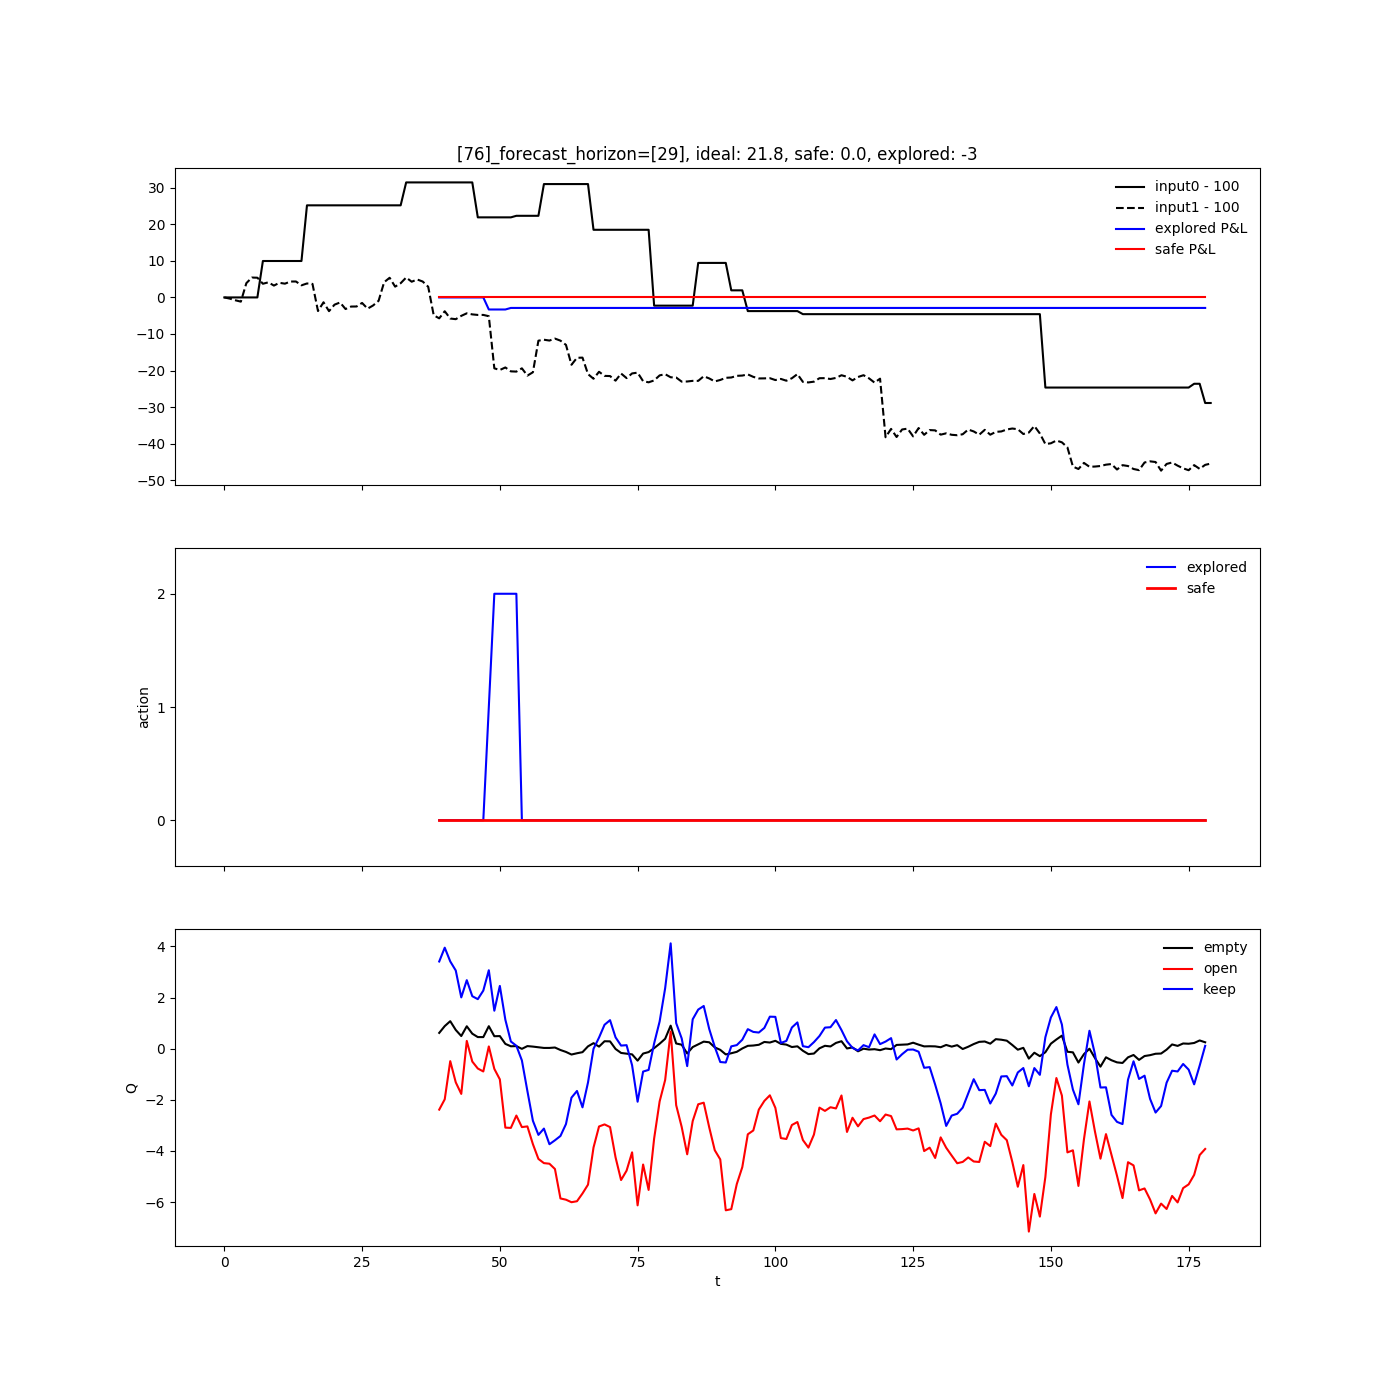 [76]_forecast_horizon=[29], ideal: 21.8, safe: 0.0, explored: -3
30
20
10
0
−10
−20
−30
−40
−50
input0 - 100
input1 - 100
explored P&L
safe P&L
action
2
1
0
explored
safe
Q
4
2
0
−2
−4
−6
empty
open
keep
0 25 50 75 100 125 150 175
t